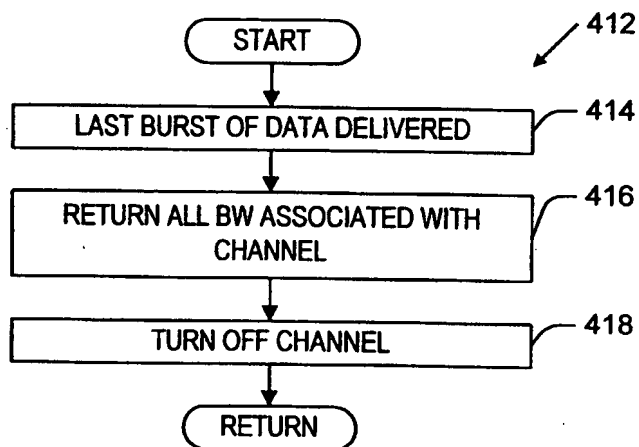 START
412
LAST BURST OF DATA DELIVERED
414
RETURN ALL BW ASSOCIATED WITH
CHANNEL
416
TURN OFF CHANNEL
418
RETURN